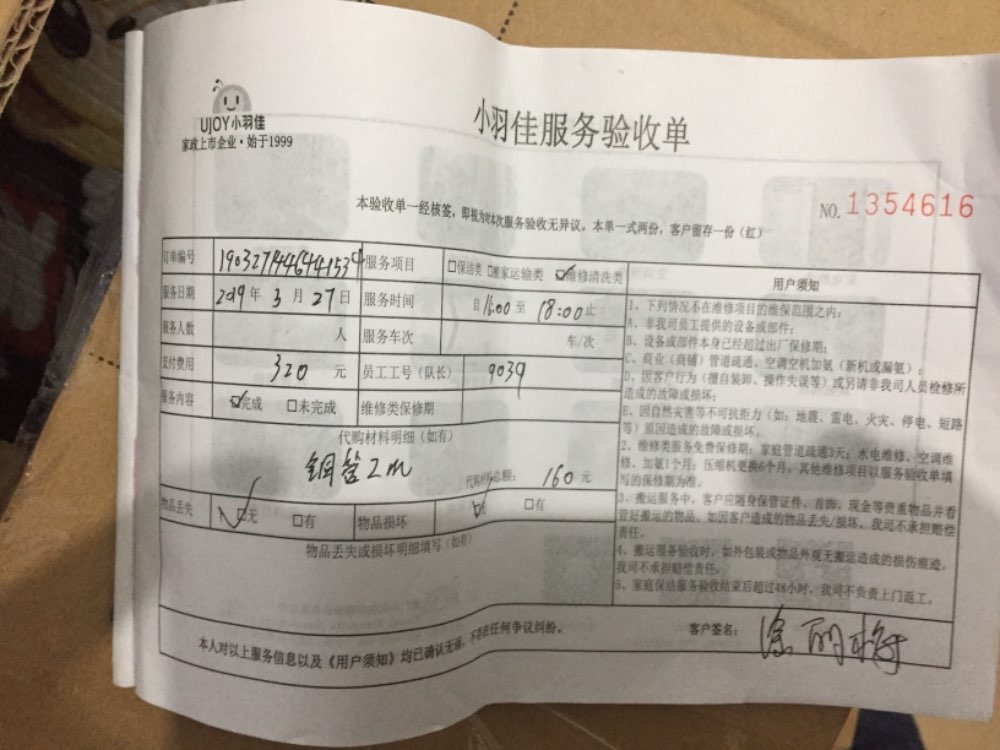 UJOY小羽佳
家政上市企业·始于1999
小羽佳服务验收单
NO.1354616
本验收单一经核签，即视为对本次服务验收无异议。本单一式两份，客户留存一份（红）
订单编号 服务项目 □保洁类 □搬家运输类 ☑维修清洗类
服务日期 2019年3月27日 服务时间 自16:00至18:00止
服务人数 人 服务车次 车/次
支付费用 320元 员工工号（队长） 9039
服务内容 ☑完成 □未完成 维修类保修期
代购材料明细（如有）
铜管2m 代购材料总额：160元
物品丢失 ☑无 □有 物品损坏 ☑无 □有
物品丢失或损坏明细填写（如有）
用户须知
1、下列情况不在维修项目的维保范围之内：
A、非我司员工提供的设备或部件；
B、设备或部件本身已经超过出厂保修期；
C、商业（商铺）管道疏通、空调空机加氨（新机或漏氨）；
D、因客户行为（擅自装卸、操作失误等）或另请非我司人员检修所
造成的故障或损坏；
E、因自然灾害等不可抗拒力（如：地震、雷电、火灾、停电、短路
等）原因造成的故障或损坏。
2、维修类服务免费保修期：家庭管道疏通3天；水电维修、空调维
修、加氨1个月；压缩机更换6个月。其他维修项目以服务验收单填
写的保修期为准。
3、搬运服务中，客户应随身保管证件、首饰、现金等贵重物品并看
管好搬运的物品。如因客户造成的物品丢失/损坏，我司不承担赔偿
责任。
4、搬运服务验收时，如外包装或物品外观无搬运造成的损伤痕迹，
我司不承担赔偿责任。
5、家庭保洁服务验收结束后超过48小时，我司不负责上门返工。
本人对以上服务信息以及《用户须知》均已确认无误，不存在任何争议纠纷。
客户签名：涂丽梅